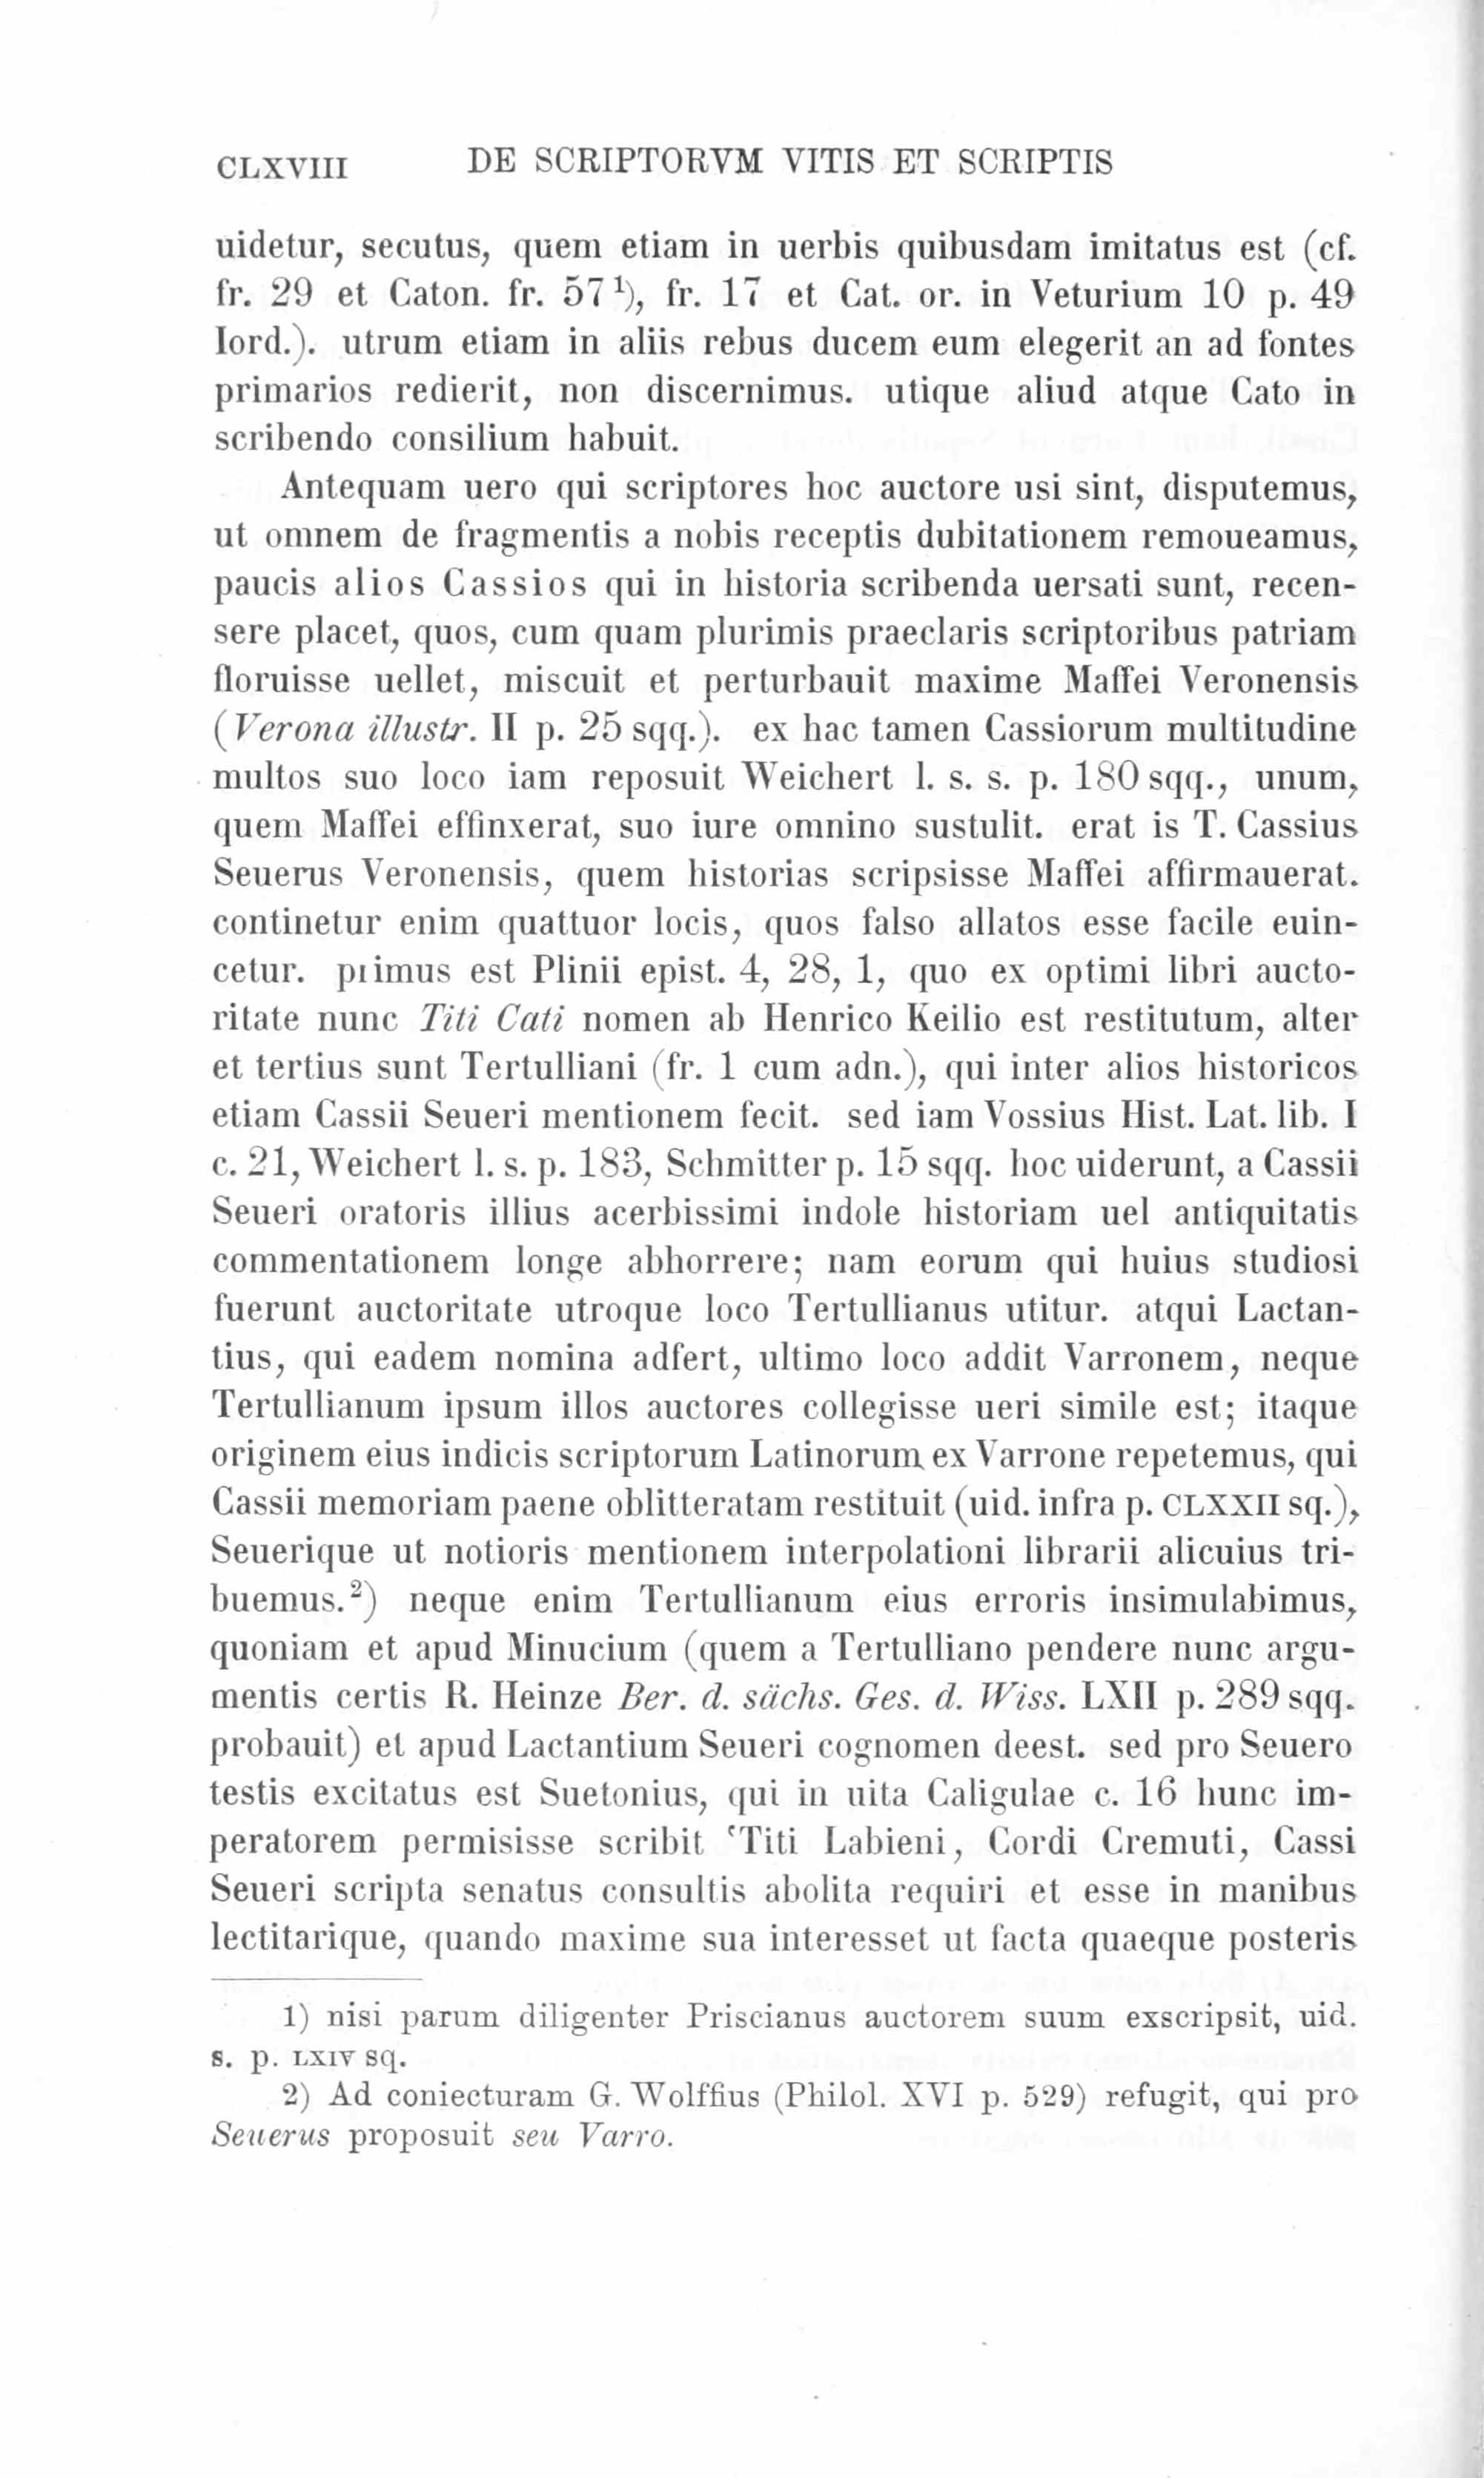 CLXVIII DE SCRIPTORVM VITIS ET SCRIPTIS
uidetur, secutus, quem etiam in uerbis quibusdam imitatus est (cf.
fr. 29 et Caton. fr. 57¹), fr. 17 et Cat. or. in Veturium 10 p. 49
Iord.). utrum etiam in aliis rebus ducem eum elegerit an ad fontes
primarios redierit, non discernimus. utique aliud atque Cato in
scribendo consilium habuit.
Antequam uero qui scriptores hoc auctore usi sint, disputemus,
ut omnem de fragmentis a nobis receptis dubitationem remoueamus,
paucis alios Cassios qui in historia scribenda uersati sunt, recen-
sere placet, quos, cum quam plurimis praeclaris scriptoribus patriam
floruisse uellet, miscuit et perturbauit maxime Maffei Veronensis
(Verona illustr. II p. 25 sqq.). ex hac tamen Cassiorum multitudine
multos suo loco iam reposuit Weichert l. s. s. p. 180 sqq., unum,
quem Maffei effinxerat, suo iure omnino sustulit. erat is T. Cassius
Seuerus Veronensis, quem historias scripsisse Maffei affirmauerat.
continetur enim quattuor locis, quos falso allatos esse facile euin-
cetur. primus est Plinii epist. 4, 28, 1, quo ex optimi libri aucto-
ritate nunc Titi Cati nomen ab Henrico Keilio est restitutum, alter
et tertius sunt Tertulliani (fr. 1 cum adn.), qui inter alios historicos
etiam Cassii Seueri mentionem fecit. sed iam Vossius Hist. Lat. lib. I
c. 21, Weichert l. s. p. 183, Schmitter p. 15 sqq. hoc uiderunt, a Cassii
Seueri oratoris illius acerbissimi indole historiam uel antiquitatis
commentationem longe abhorrere; nam eorum qui huius studiosi
fuerunt auctoritate utroque loco Tertullianus utitur. atqui Lactan-
tius, qui eadem nomina adfert, ultimo loco addit Varronem, neque
Tertullianum ipsum illos auctores collegisse ueri simile est; itaque
originem eius indicis scriptorum Latinorum ex Varrone repetemus, qui
Cassii memoriam paene oblitteratam restituit (uid. infra p. CLXXII sq.),
Seuerique ut notioris mentionem interpolationi librarii alicuius tri-
buemus.²) neque enim Tertullianum eius erroris insimulabimus,
quoniam et apud Minucium (quem a Tertulliano pendere nunc argu-
mentis certis R. Heinze Ber. d. sächs. Ges. d. Wiss. LXII p. 289 sqq.
probauit) et apud Lactantium Seueri cognomen deest. sed pro Seuero
testis excitatus est Suetonius, qui in uita Caligulae c. 16 hunc im-
peratorem permisisse scribit ‘Titi Labieni, Cordi Cremuti, Cassi
Seueri scripta senatus consultis abolita requiri et esse in manibus
lectitarique, quando maxime sua interesset ut facta quaeque posteris
1) nisi parum diligenter Priscianus auctorem suum exscripsit, uid.
s. p. LXIV sq.
2) Ad coniecturam G. Wolffius (Philol. XVI p. 529) refugit, qui pro
Seuerus proposuit seu Varro.